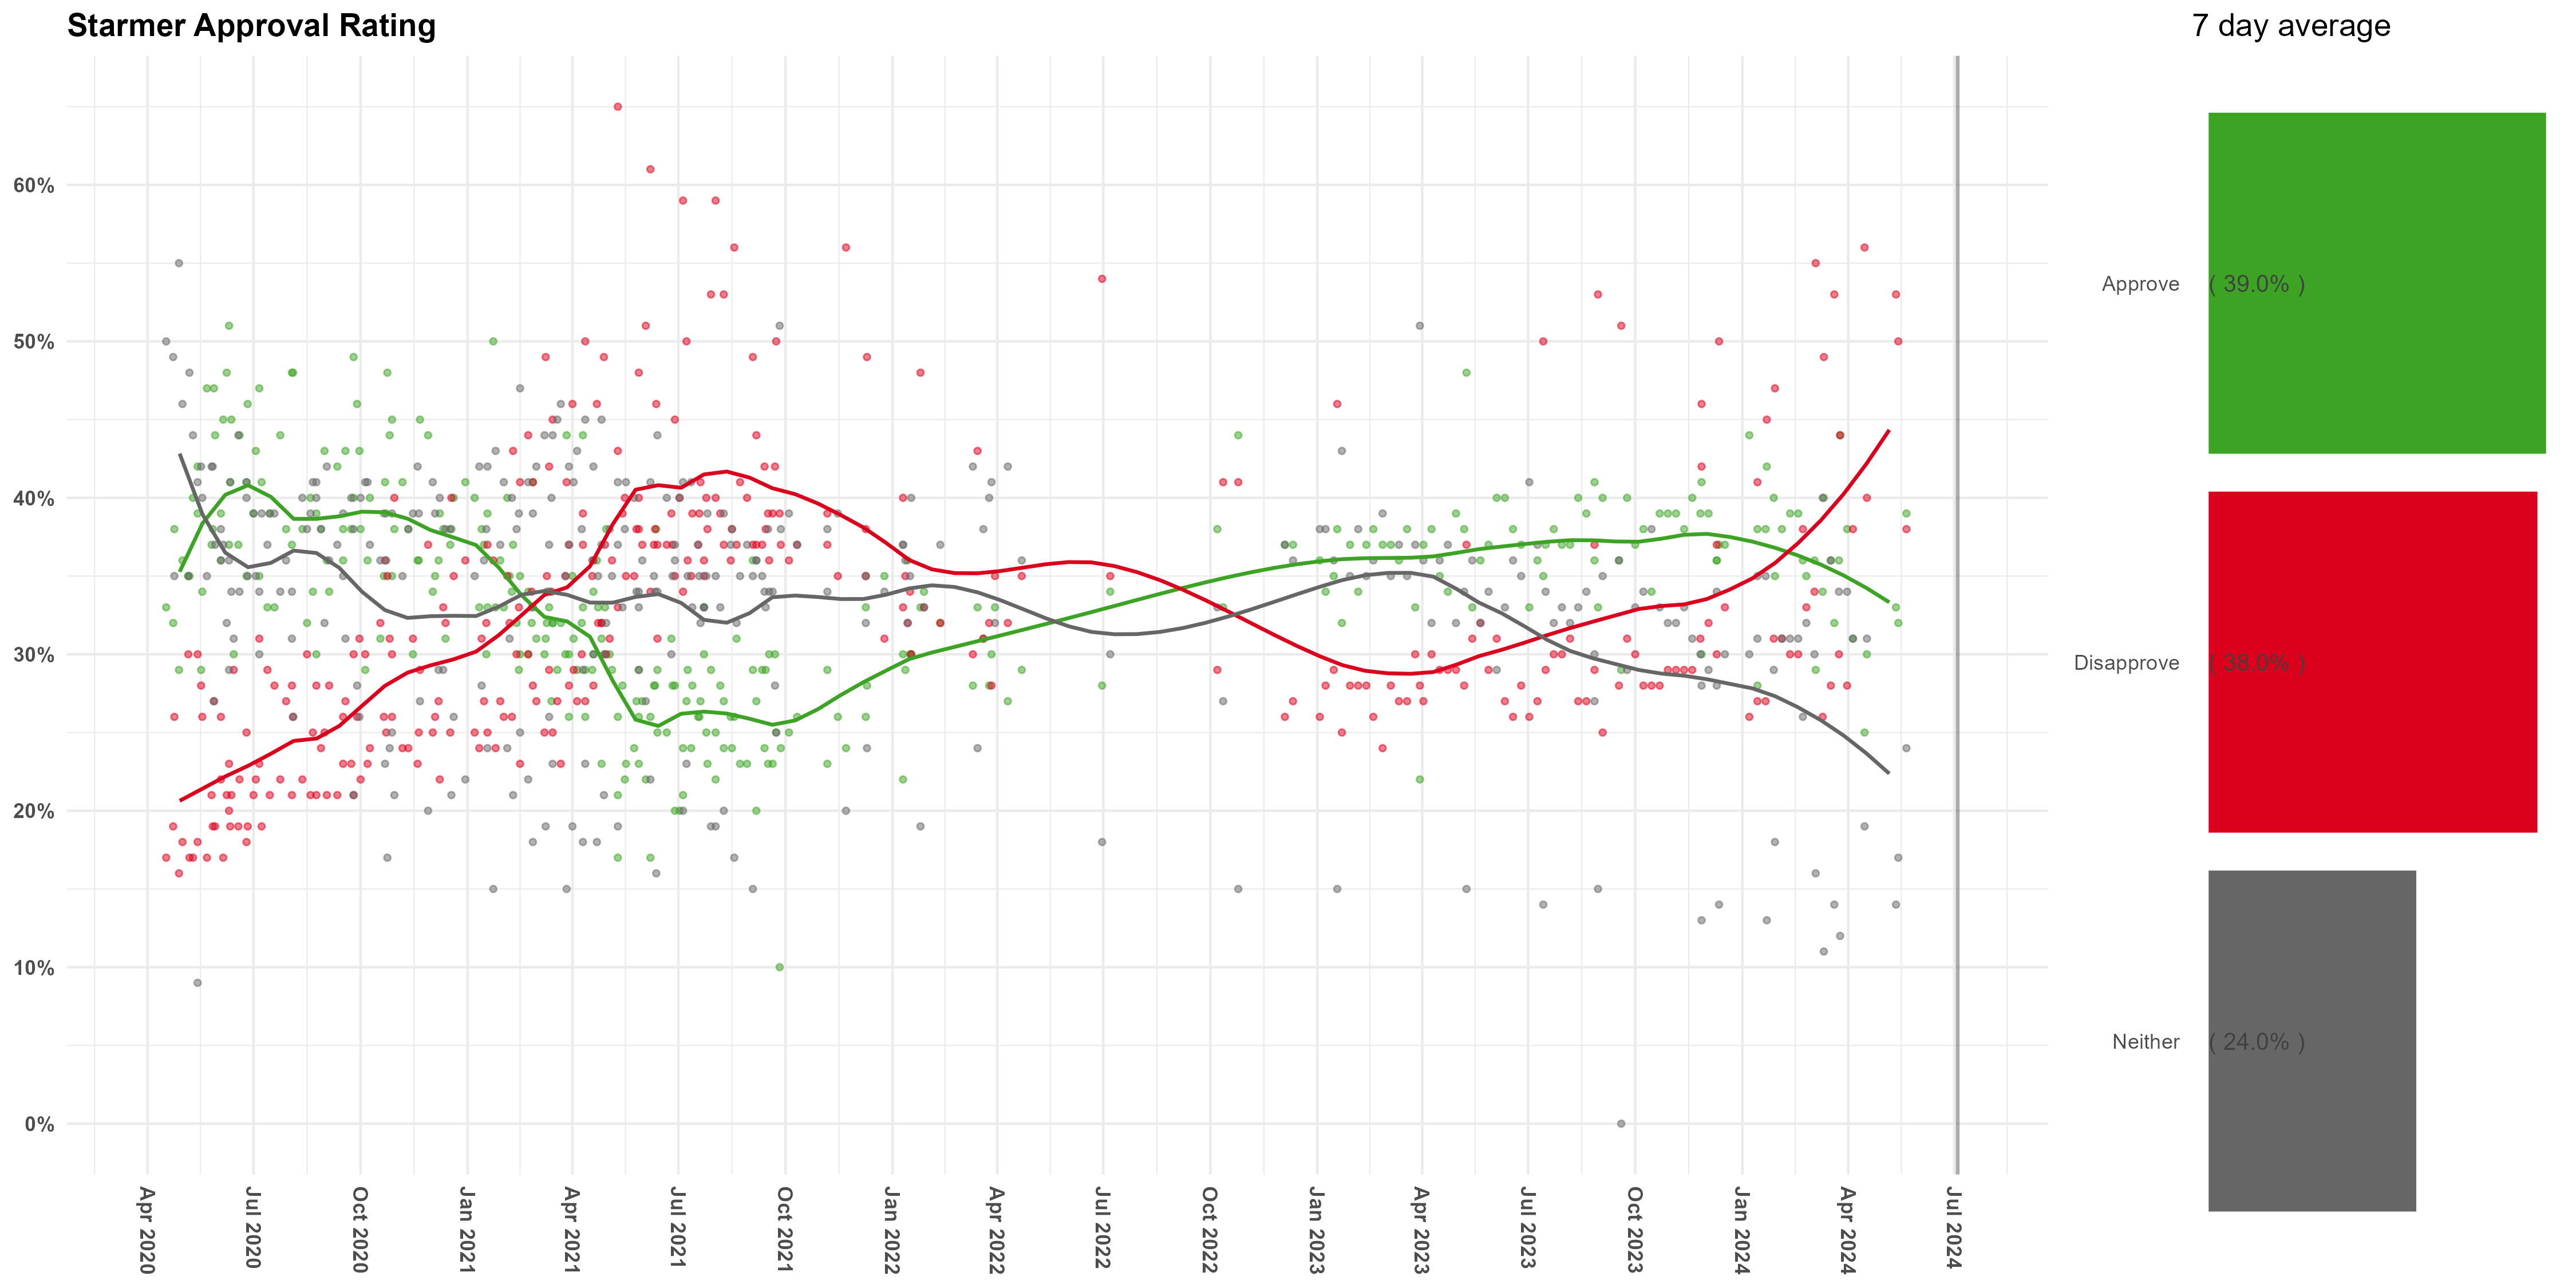 Starmer Approval Rating
7 day average
60%
50%
40%
30%
20%
10%
0%
Apr 2020
Jul 2020
Oct 2020
Jan 2021
Apr 2021
Jul 2021
Oct 2021
Jan 2022
Apr 2022
Jul 2022
Oct 2022
Jan 2023
Apr 2023
Jul 2023
Oct 2023
Jan 2024
Apr 2024
Jul 2024
Approve ( 39.0% )
Disapprove ( 38.0% )
Neither ( 24.0% )